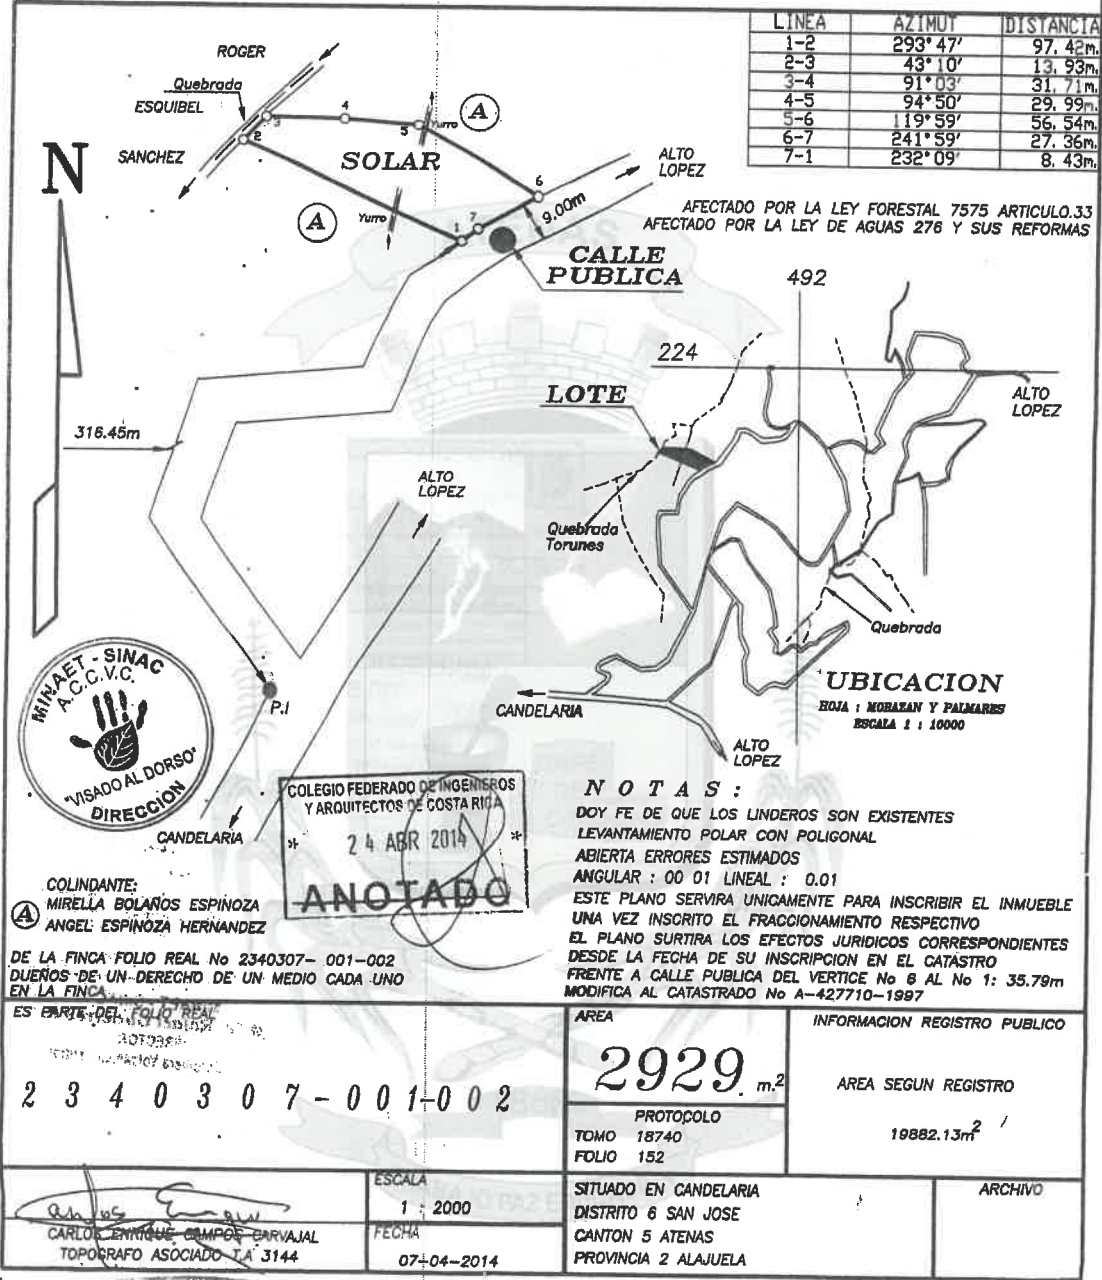 LINEA AZIMUT DISTANCIA
1-2 293°47' 97.42m.
2-3 43°10' 13.93m.
3-4 91°03' 31.71m.
4-5 94°50' 29.99m.
5-6 119°59' 56.54m.
6-7 241°59' 27.36m.
7-1 232°09' 8.43m.
AFECTADO POR LA LEY FORESTAL 7575 ARTICULO.33
AFECTADO POR LA LEY DE AGUAS 276 Y SUS REFORMAS
ROGER
Quebrada
ESQUIBEL
SANCHEZ
N
2
3
4
5
Yurro
A
SOLAR
A
Yurro
1
7
6
9.00m
ALTO
LOPEZ
CALLE
PUBLICA
492
224
LOTE
ALTO
LOPEZ
316.45m
ALTO
LOPEZ
Quebrada
Torunes
Quebrada
P.I
CANDELARIA
CANDELARIA
ALTO
LOPEZ
UBICACION
HOJA : MORAZAN Y PALMARES
ESCALA 1 : 10000
MINAET - SINAC
A.C.C.V.C.
"VISADO AL DORSO"
DIRECCION
COLEGIO FEDERADO DE INGENIEROS
Y ARQUITECTOS DE COSTA RICA
* 24 ABR 2014 *
ANOTADO
NOTAS:
DOY FE DE QUE LOS LINDEROS SON EXISTENTES
LEVANTAMIENTO POLAR CON POLIGONAL
ABIERTA ERRORES ESTIMADOS
ANGULAR : 00 01 LINEAL : 0.01
ESTE PLANO SERVIRA UNICAMENTE PARA INSCRIBIR EL INMUEBLE
UNA VEZ INSCRITO EL FRACCIONAMIENTO RESPECTIVO
EL PLANO SURTIRA LOS EFECTOS JURIDICOS CORRESPONDIENTES
DESDE LA FECHA DE SU INSCRIPCION EN EL CATASTRO
FRENTE A CALLE PUBLICA DEL VERTICE No 6 AL No 1: 35.79m
MODIFICA AL CATASTRADO No A-427710-1997
COLINDANTE:
MIRELLA BOLAÑOS ESPINOZA
A
ANGEL ESPINOZA HERNANDEZ
DE LA FINCA FOLIO REAL No 2340307- 001-002
DUEÑOS DE UN DERECHO DE UN MEDIO CADA UNO
EN LA FINCA
ES PARTE DEL FOLIO REAL
2 3 4 0 3 0 7 - 0 0 1-0 0 2
AREA
2929 m.2
PROTOCOLO
TOMO 18740
FOLIO 152
INFORMACION REGISTRO PUBLICO
AREA SEGUN REGISTRO
19882.13m2
CARLOS ENRIQUE CAMPOS CARVAJAL
TOPOGRAFO ASOCIADO T.A 3144
ESCALA
1 : 2000
FECHA
07-04-2014
SITUADO EN CANDELARIA
DISTRITO 6 SAN JOSE
CANTON 5 ATENAS
PROVINCIA 2 ALAJUELA
ARCHIVO